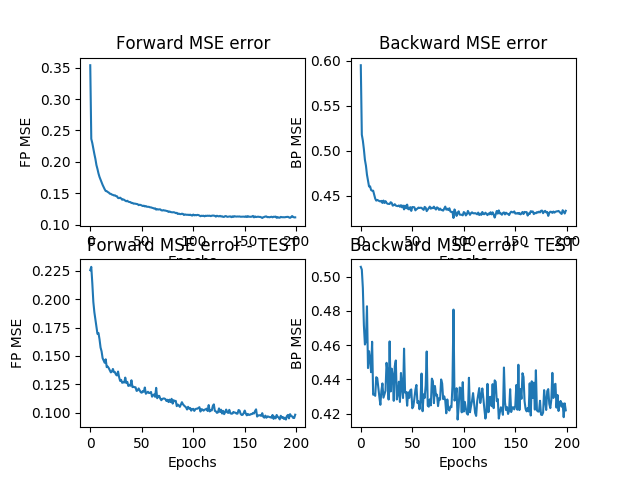 Forward MSE error
Backward MSE error
0.35
0.30
0.25
0.20
0.15
0.10
FP MSE
0 50 100 150 200
Epochs
0.60
0.55
0.50
0.45
BP MSE
0 50 100 150 200
Epochs
Forward MSE error - TEST
Backward MSE error - TEST
0.225
0.200
0.175
0.150
0.125
0.100
FP MSE
0 50 100 150 200
Epochs
0.50
0.48
0.46
0.44
0.42
BP MSE
0 50 100 150 200
Epochs